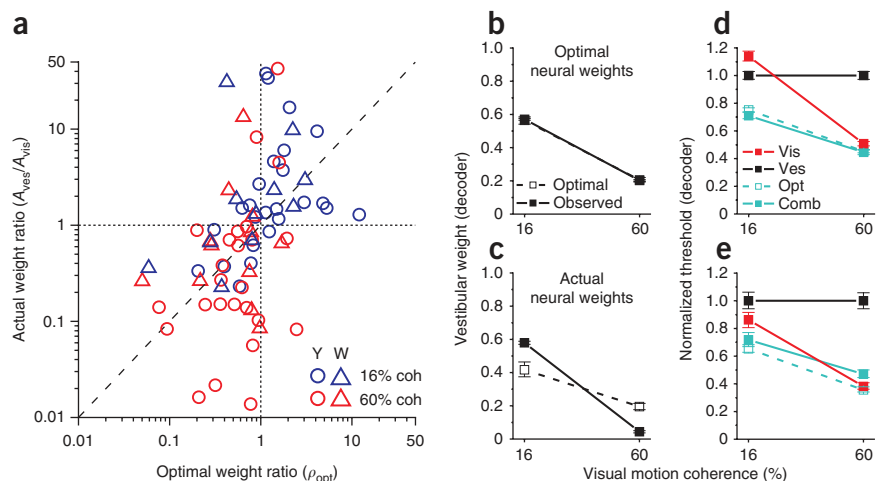 a
Actual weight ratio (Aves/Avis)
50
10
1
0.1
0.01
0.01
0.1
1
10
50
Optimal weight ratio (ρopt)
Y W
16% coh
60% coh
b
Vestibular weight (decoder)
1.0
0.8
0.6
0.4
0.2
0
Optimal
neural weights
Optimal
Observed
16
60
c
1.0
0.8
0.6
0.4
0.2
0
Actual
neural weights
16
60
Visual motion coherence (%)
d
Normalized threshold (decoder)
1.2
1.0
0.8
0.6
0.4
0.2
0
Vis
Ves
Opt
Comb
16
60
e
1.2
1.0
0.8
0.6
0.4
0.2
0
16
60